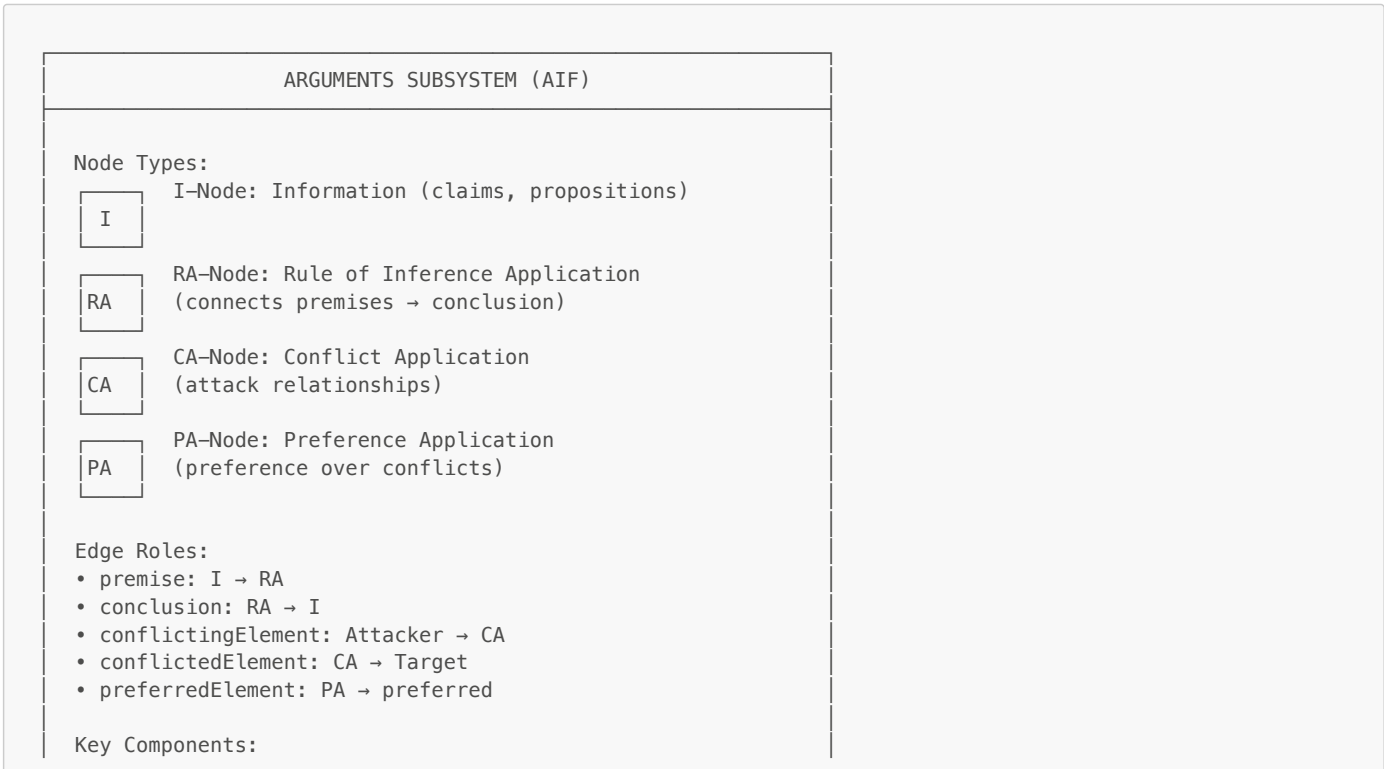 ARGUMENTS SUBSYSTEM (AIF)
Node Types:
I–Node: Information (claims, propositions)
I
RA–Node: Rule of Inference Application
RA (connects premises → conclusion)
CA–Node: Conflict Application
CA (attack relationships)
PA–Node: Preference Application
PA (preference over conflicts)
Edge Roles:
• premise: I → RA
• conclusion: RA → I
• conflictingElement: Attacker → CA
• conflictedElement: CA → Target
• preferredElement: PA → preferred
Key Components: